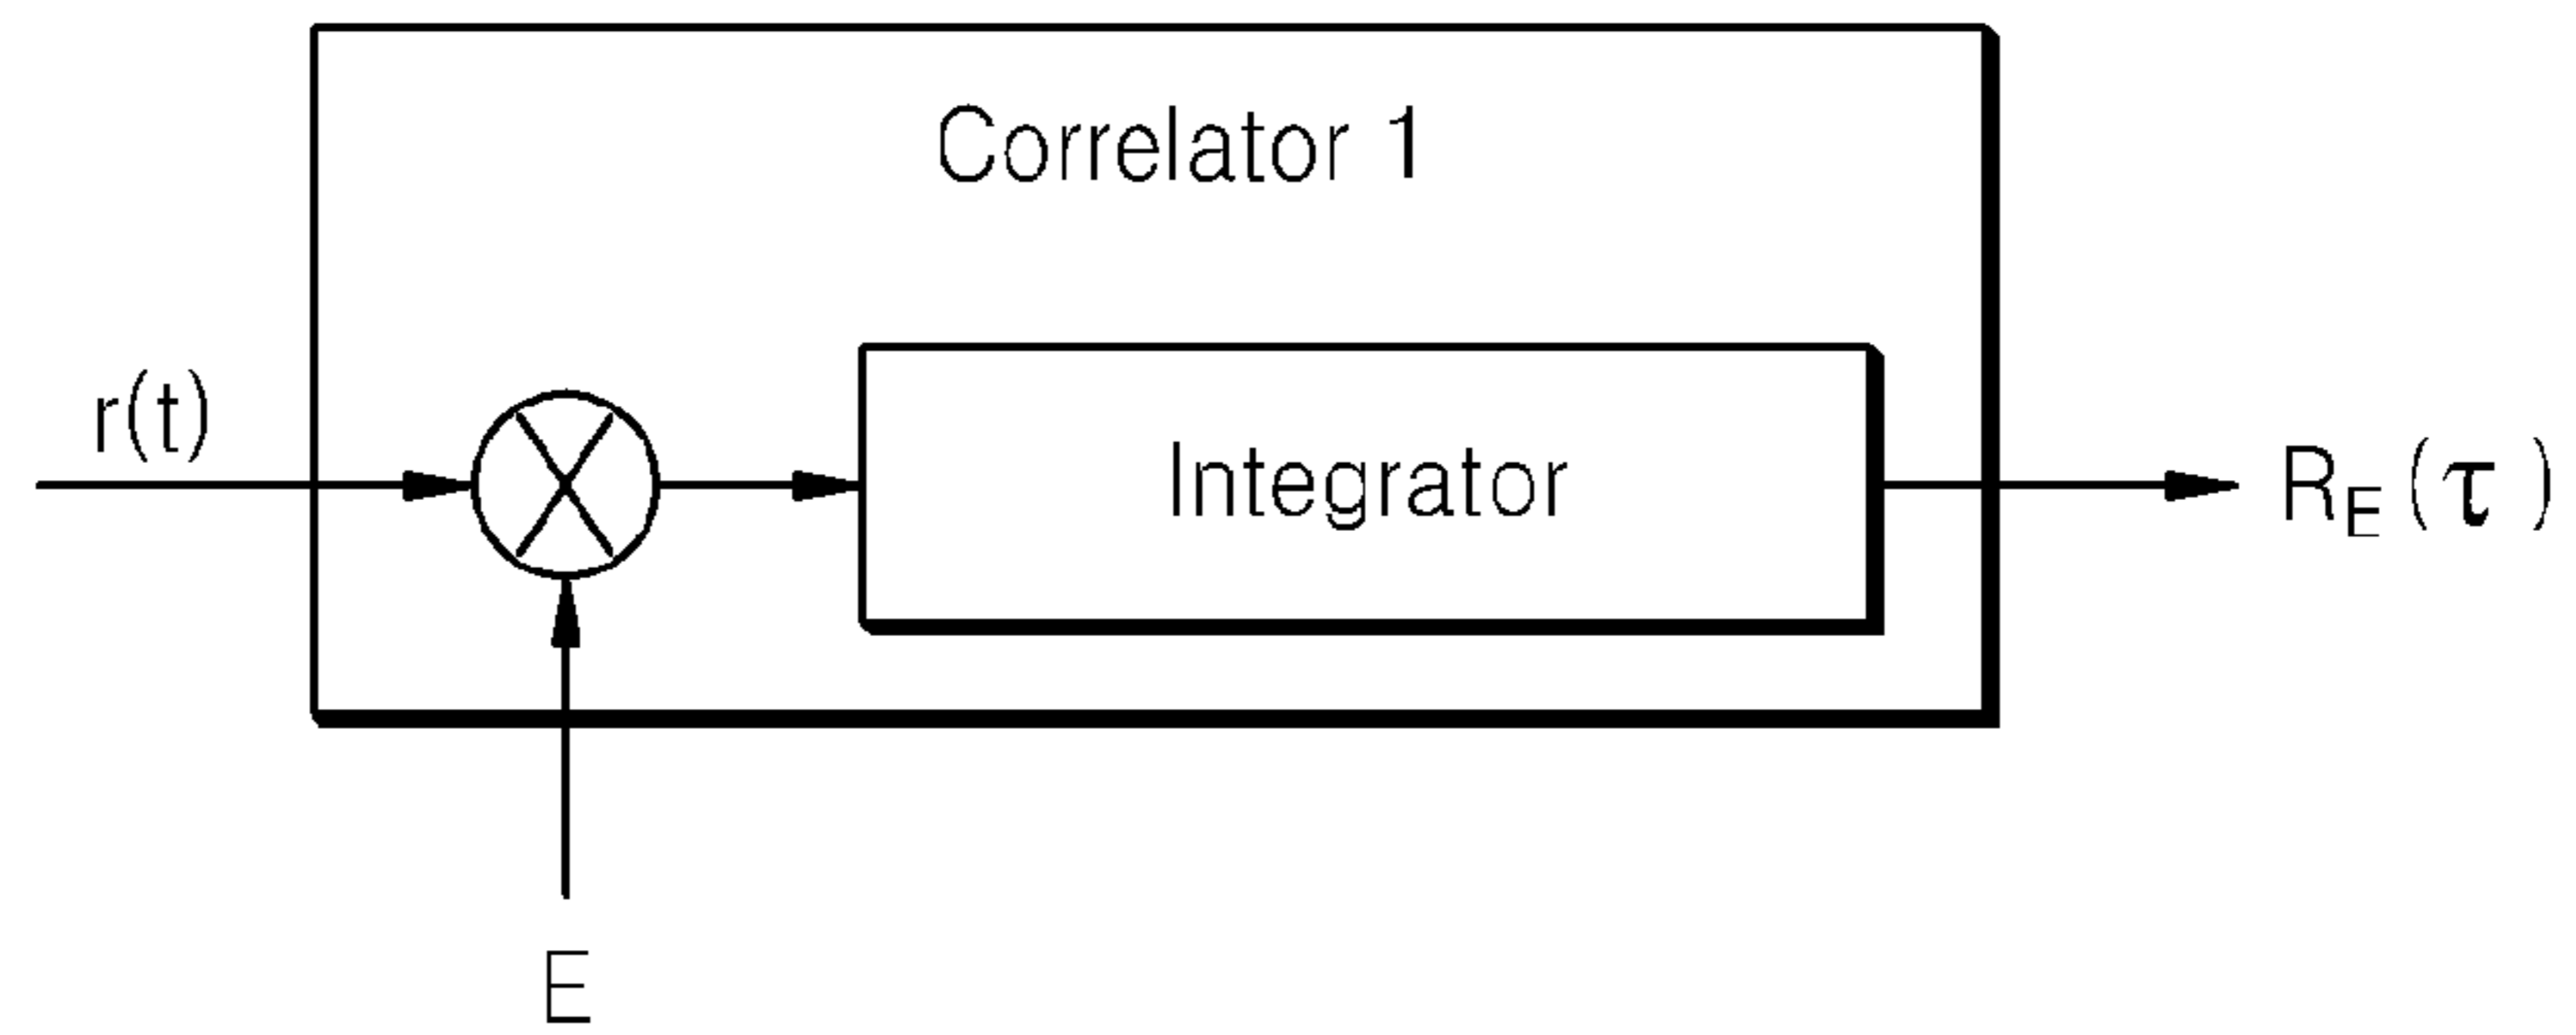 Correlator 1
r(t)
Integrator
R_E(τ)
E